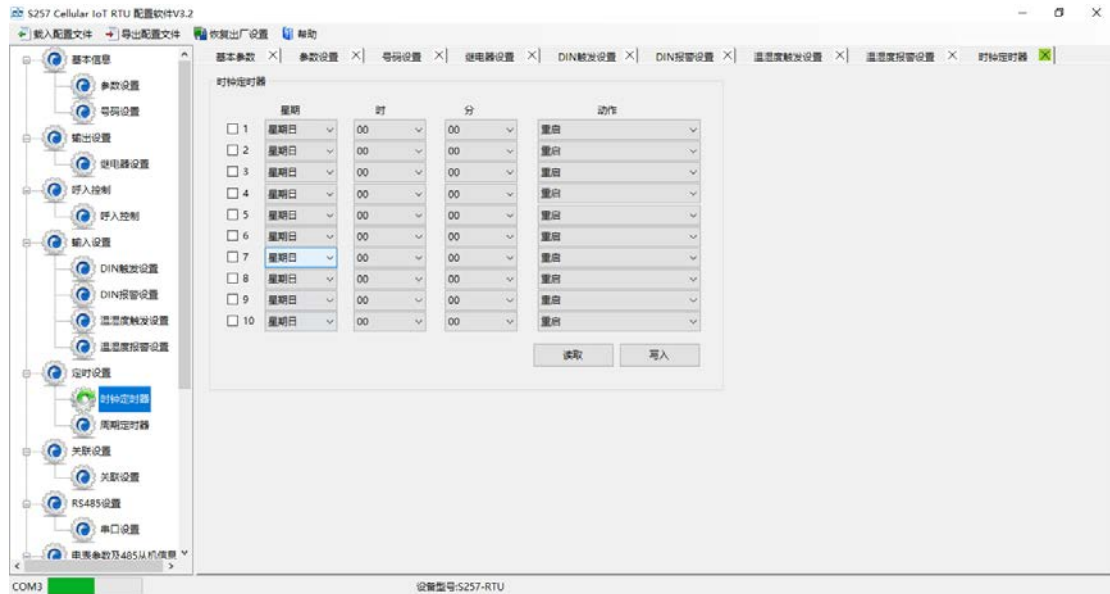 S257 Cellular IoT RTU 配置软件V3.2
载入配置文件 导出配置文件 恢复出厂设置 帮助
基本参数 参数设置 号码设置 继电器设置 DIN触发设置 DIN报警设置 温湿度触发设置 温湿度报警设置 时钟定时器
基本信息
参数设置
号码设置
输出设置
继电器设置
呼入控制
呼入控制
输入设置
DIN触发设置
DIN报警设置
温湿度触发设置
温湿度报警设置
定时设置
时钟定时器
周期定时器
关联设置
关联设置
RS485设置
串口设置
电表参数及485从机信息
时钟定时器
星期 时 分 动作
1 星期日 00 00 重启
2 星期日 00 00 重启
3 星期日 00 00 重启
4 星期日 00 00 重启
5 星期日 00 00 重启
6 星期日 00 00 重启
7 星期日 00 00 重启
8 星期日 00 00 重启
9 星期日 00 00 重启
10 星期日 00 00 重启
读取 写入
COM3 设备型号:S257-RTU